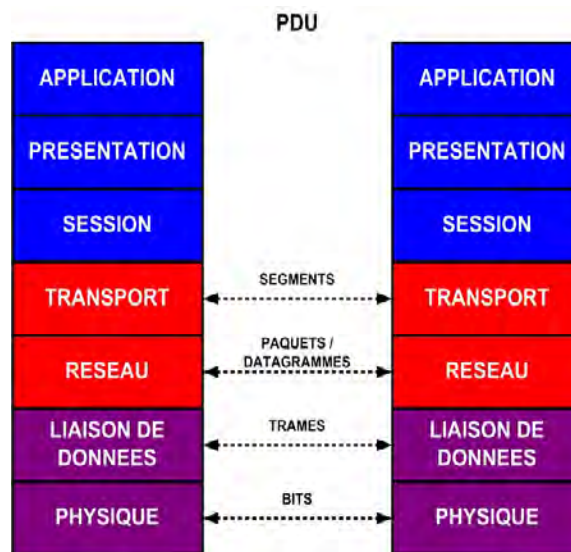 PDU
APPLICATION
APPLICATION
PRESENTATION
PRESENTATION
SESSION
SESSION
SEGMENTS
TRANSPORT
TRANSPORT
PAQUETS /
DATAGRAMMES
RESEAU
RESEAU
LIAISON DE
DONNEES
TRAMES
LIAISON DE
DONNEES
PHYSIQUE
BITS
PHYSIQUE